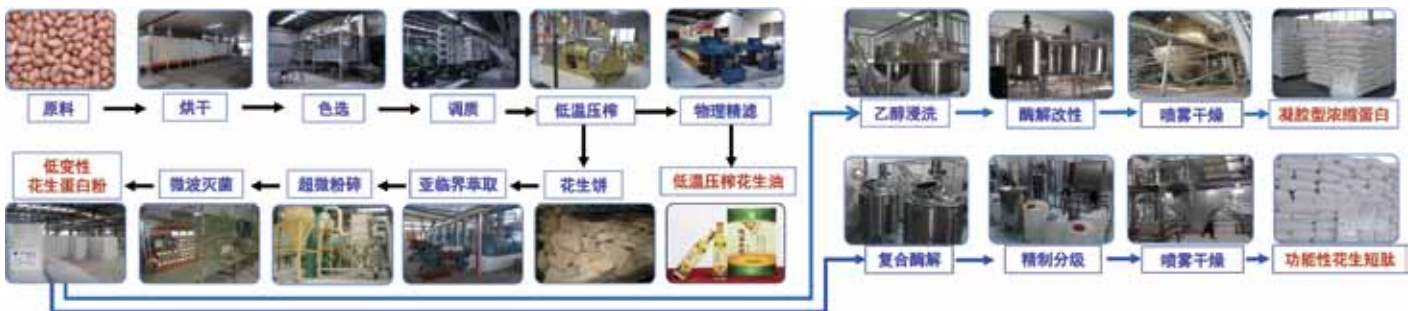 原料
烘干
色选
调质
低温压榨
物理精滤
乙醇浸洗
酶解改性
喷雾干燥
凝胶型浓缩蛋白
低变性
花生蛋白粉
微波灭菌
超微粉碎
亚临界萃取
花生饼
低温压榨花生油
复合酶解
精制分级
喷雾干燥
功能性花生短肽